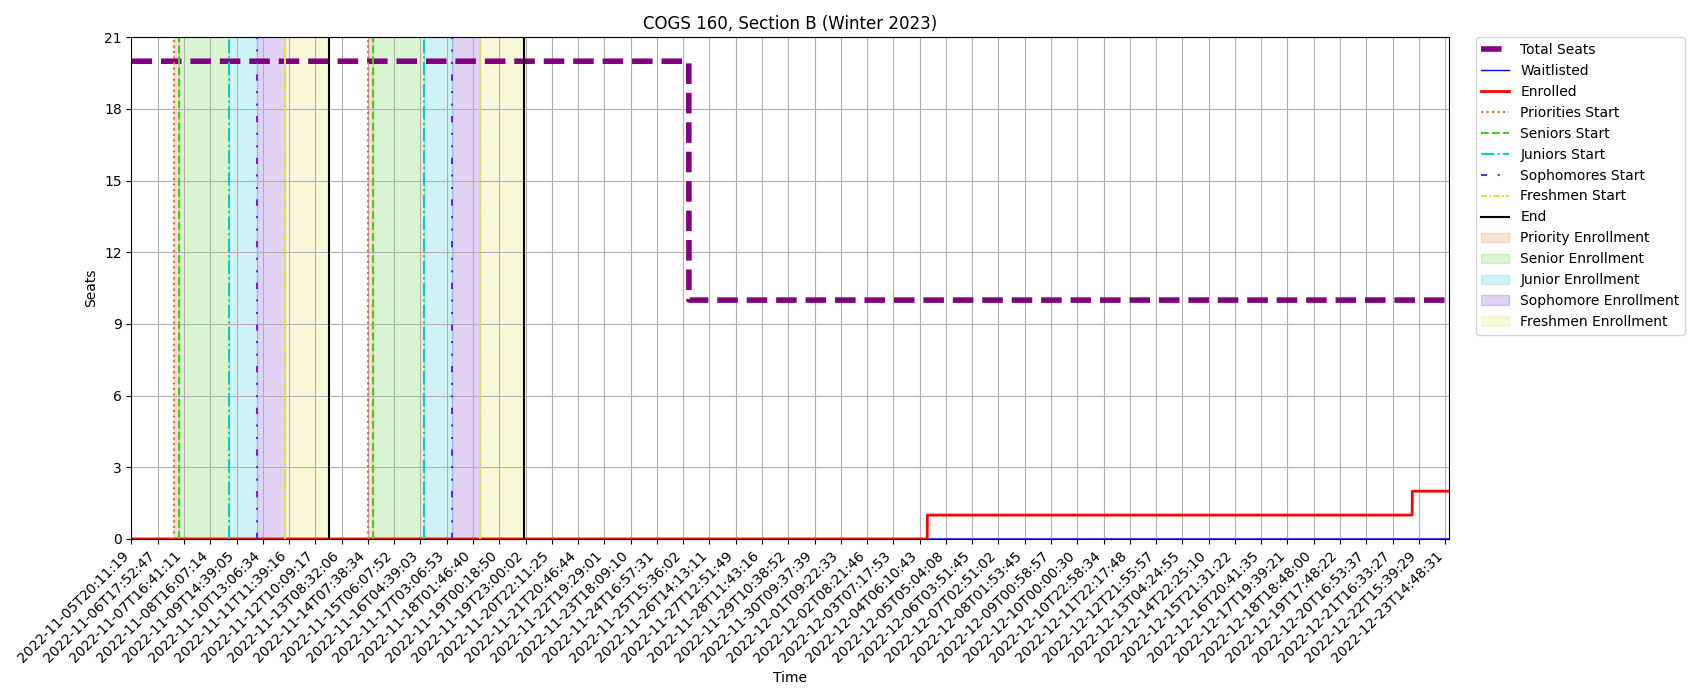 COGS 160, Section B (Winter 2023)
21
18
15
12
9
6
3
0
Seats
2022-11-05T20:11:19
2022-11-06T17:52:47
2022-11-07T16:41:11
2022-11-08T16:07:14
2022-11-09T14:39:05
2022-11-10T13:06:34
2022-11-11T11:39:16
2022-11-12T10:09:17
2022-11-13T08:32:06
2022-11-14T07:38:34
2022-11-15T06:07:52
2022-11-16T04:39:03
2022-11-17T03:06:53
2022-11-18T01:46:40
2022-11-19T00:18:50
2022-11-19T23:00:02
2022-11-20T22:11:25
2022-11-21T20:46:44
2022-11-22T19:29:01
2022-11-23T18:09:10
2022-11-24T16:57:31
2022-11-25T15:36:02
2022-11-26T14:13:11
2022-11-27T12:51:49
2022-11-28T11:43:16
2022-11-29T10:38:52
2022-11-30T09:37:39
2022-12-01T09:22:33
2022-12-02T08:21:46
2022-12-03T07:17:53
2022-12-04T06:10:43
2022-12-05T05:04:08
2022-12-06T03:51:45
2022-12-07T02:51:02
2022-12-08T01:53:45
2022-12-09T00:58:57
2022-12-10T00:00:30
2022-12-10T22:58:34
2022-12-11T22:17:48
2022-12-12T21:55:57
2022-12-13T04:24:55
2022-12-14T22:25:10
2022-12-15T21:31:22
2022-12-16T20:41:35
2022-12-17T19:39:21
2022-12-18T18:48:00
2022-12-19T17:48:22
2022-12-20T16:53:37
2022-12-21T16:33:27
2022-12-22T15:39:29
2022-12-23T14:48:31
Time
Total Seats
Waitlisted
Enrolled
Priorities Start
Seniors Start
Juniors Start
Sophomores Start
Freshmen Start
End
Priority Enrollment
Senior Enrollment
Junior Enrollment
Sophomore Enrollment
Freshmen Enrollment